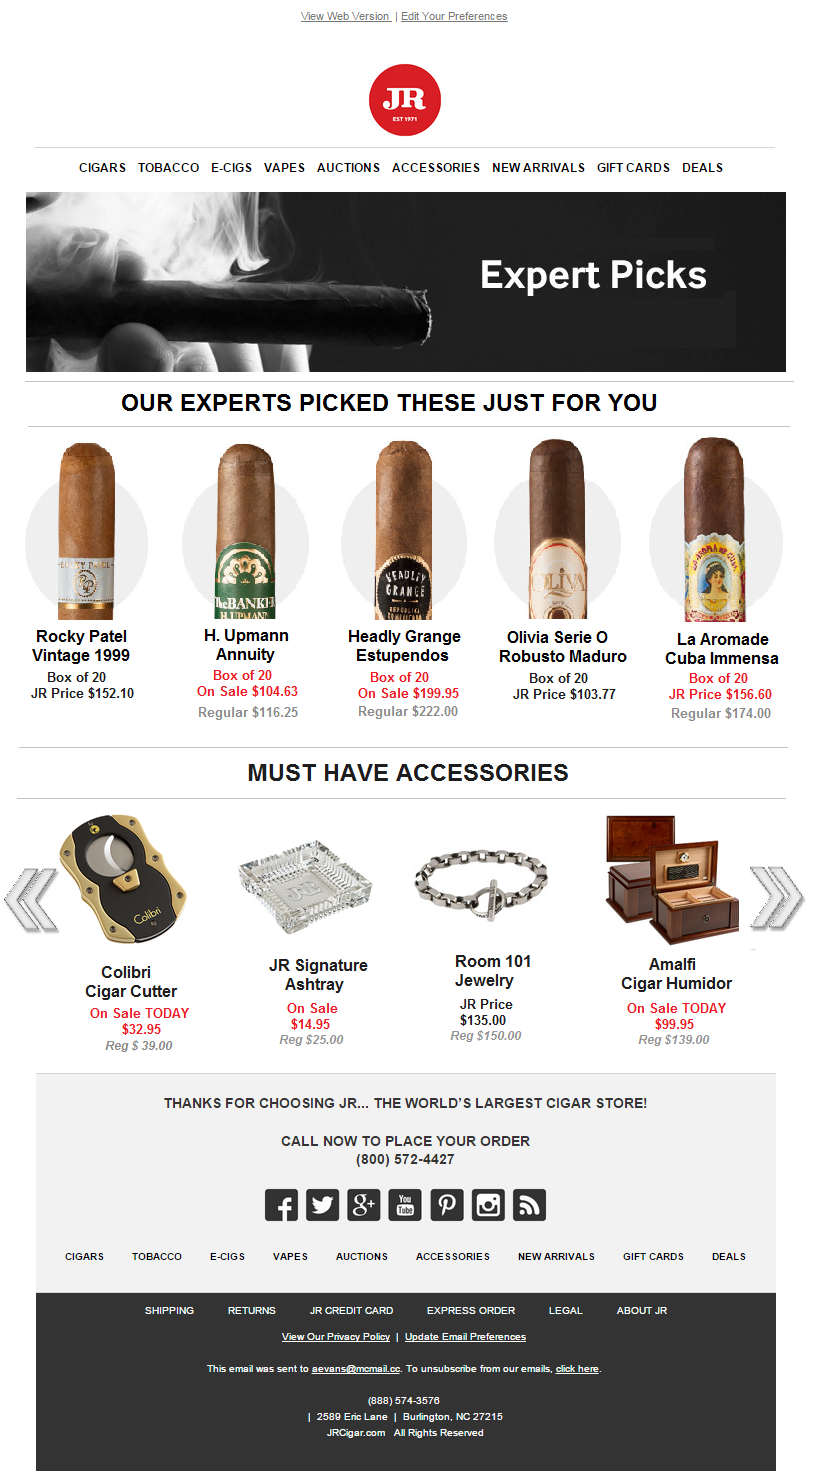 View Web Version | Edit Your Preferences
JR
EST 1971
CIGARS TOBACCO E-CIGS VAPES AUCTIONS ACCESSORIES NEW ARRIVALS GIFT CARDS DEALS
Expert Picks
OUR EXPERTS PICKED THESE JUST FOR YOU
HEADLEY
GRANGE
OLIVA
The BANKER
H. UPMANN
Rocky Patel
Vintage 1999
Box of 20
JR Price $152.10
H. Upmann
Annuity
Box of 20
On Sale $104.63
Regular $116.25
Headly Grange
Estupendos
Box of 20
On Sale $199.95
Regular $222.00
Olivia Serie O
Robusto Maduro
Box of 20
JR Price $103.77
La Aromade
Cuba Immensa
Box of 20
JR Price $156.60
Regular $174.00
MUST HAVE ACCESSORIES
Colibri
JR
Colibri
Cigar Cutter
On Sale TODAY
$32.95
Reg $ 39.00
JR Signature
Ashtray
On Sale
$14.95
Reg $25.00
Room 101
Jewelry
JR Price
$135.00
Reg $150.00
Amalfi
Cigar Humidor
On Sale TODAY
$99.95
Reg $139.00
THANKS FOR CHOOSING JR... THE WORLD'S LARGEST CIGAR STORE!
CALL NOW TO PLACE YOUR ORDER
(800) 572-4427
You
Tube
CIGARS TOBACCO E-CIGS VAPES AUCTIONS ACCESSORIES NEW ARRIVALS GIFT CARDS DEALS
SHIPPING RETURNS JR CREDIT CARD EXPRESS ORDER LEGAL ABOUT JR
View Our Privacy Policy | Update Email Preferences
This email was sent to aevans@mcmail.cc. To unsubscribe from our emails, click here.
(888) 574-3576
| 2589 Eric Lane | Burlington, NC 27215
JRCigar.com All Rights Reserved